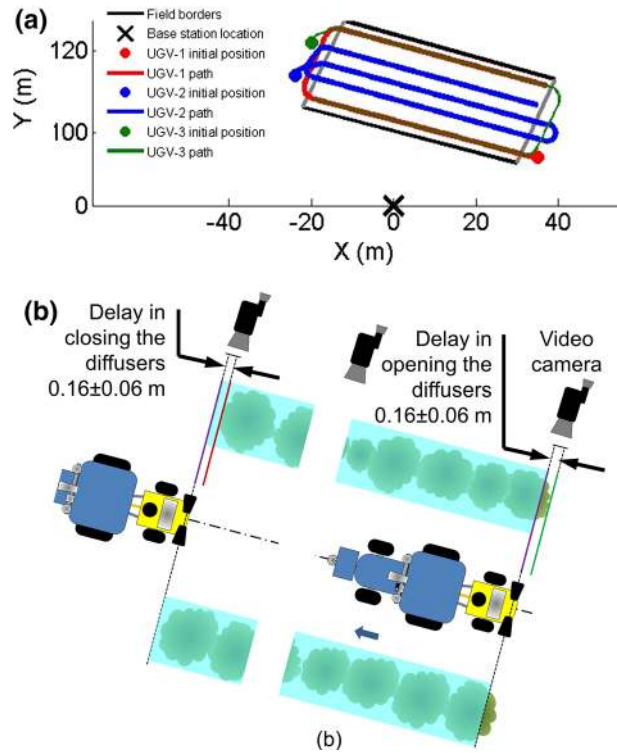 (a)
Field borders
Base station location
UGV-1 initial position
UGV-1 path
UGV-2 initial position
UGV-2 path
UGV-3 initial position
UGV-3 path
Y (m)
120
100
0
-40
-20
0
20
40
X (m)
(b)
Delay in
closing the
diffusers
0.16±0.06 m
Delay in
opening the
diffusers
0.16±0.06 m
Video
camera
(b)